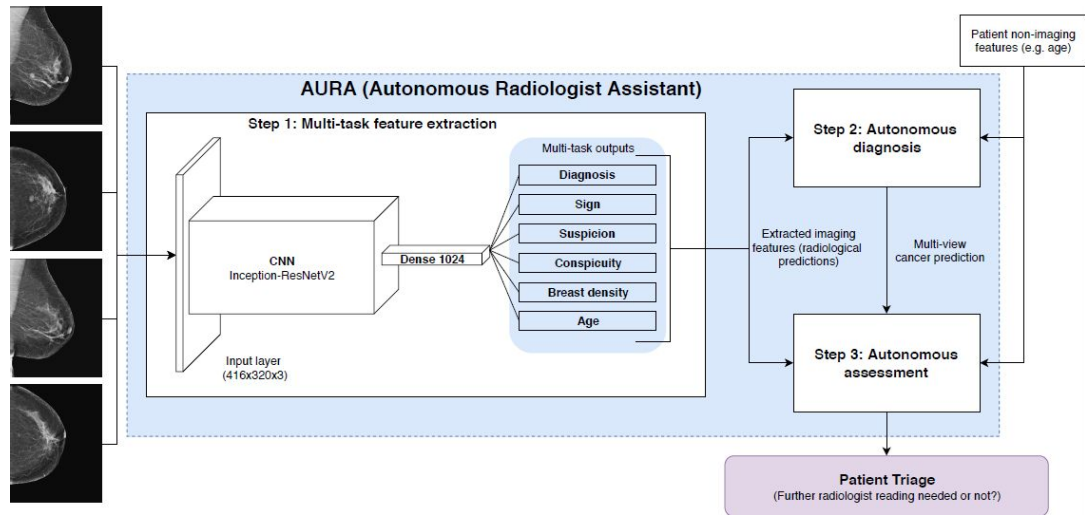 Patient non-imaging
features (e.g. age)
AURA (Autonomous Radiologist Assistant)
Step 1: Multi-task feature extraction
Multi-task outputs
Diagnosis
Sign
Suspicion
Conspicuity
Breast density
Age
CNN
Inception-ResNetV2
Dense 1024
Input layer
(416x320x3)
Step 2: Autonomous
diagnosis
Extracted imaging
features (radiological
predictions)
Multi-view
cancer prediction
Step 3: Autonomous
assessment
Patient Triage
(Further radiologist reading needed or not?)